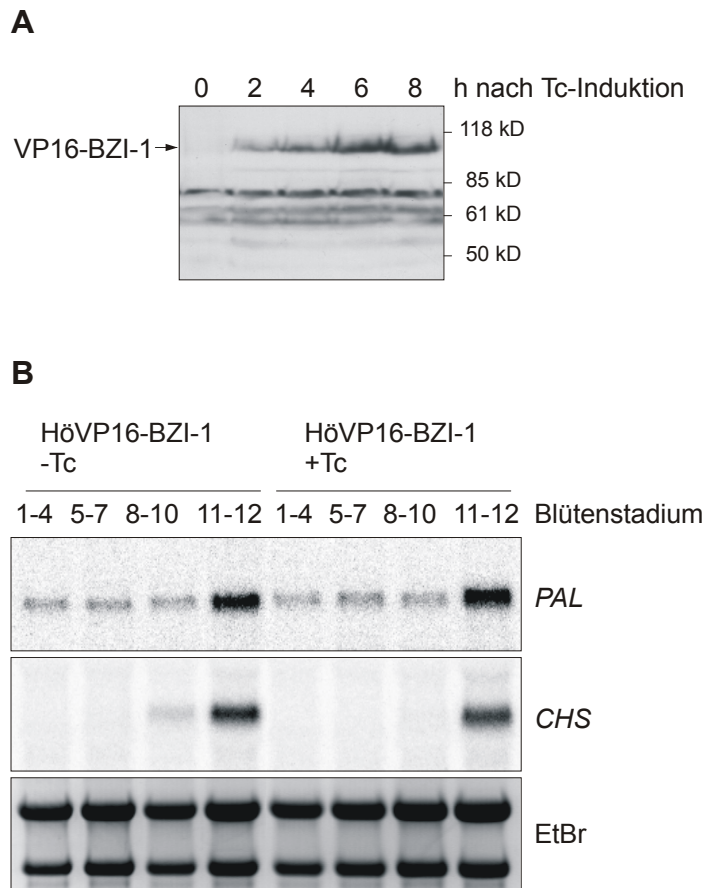 A
0 2 4 6 8 h nach Tc-Induktion
VP16-BZI-1
118 kD
85 kD
61 kD
50 kD
B
HöVP16-BZI-1 HöVP16-BZI-1
-Tc +Tc
1-4 5-7 8-10 11-12 1-4 5-7 8-10 11-12 Blütenstadium
PAL
CHS
EtBr